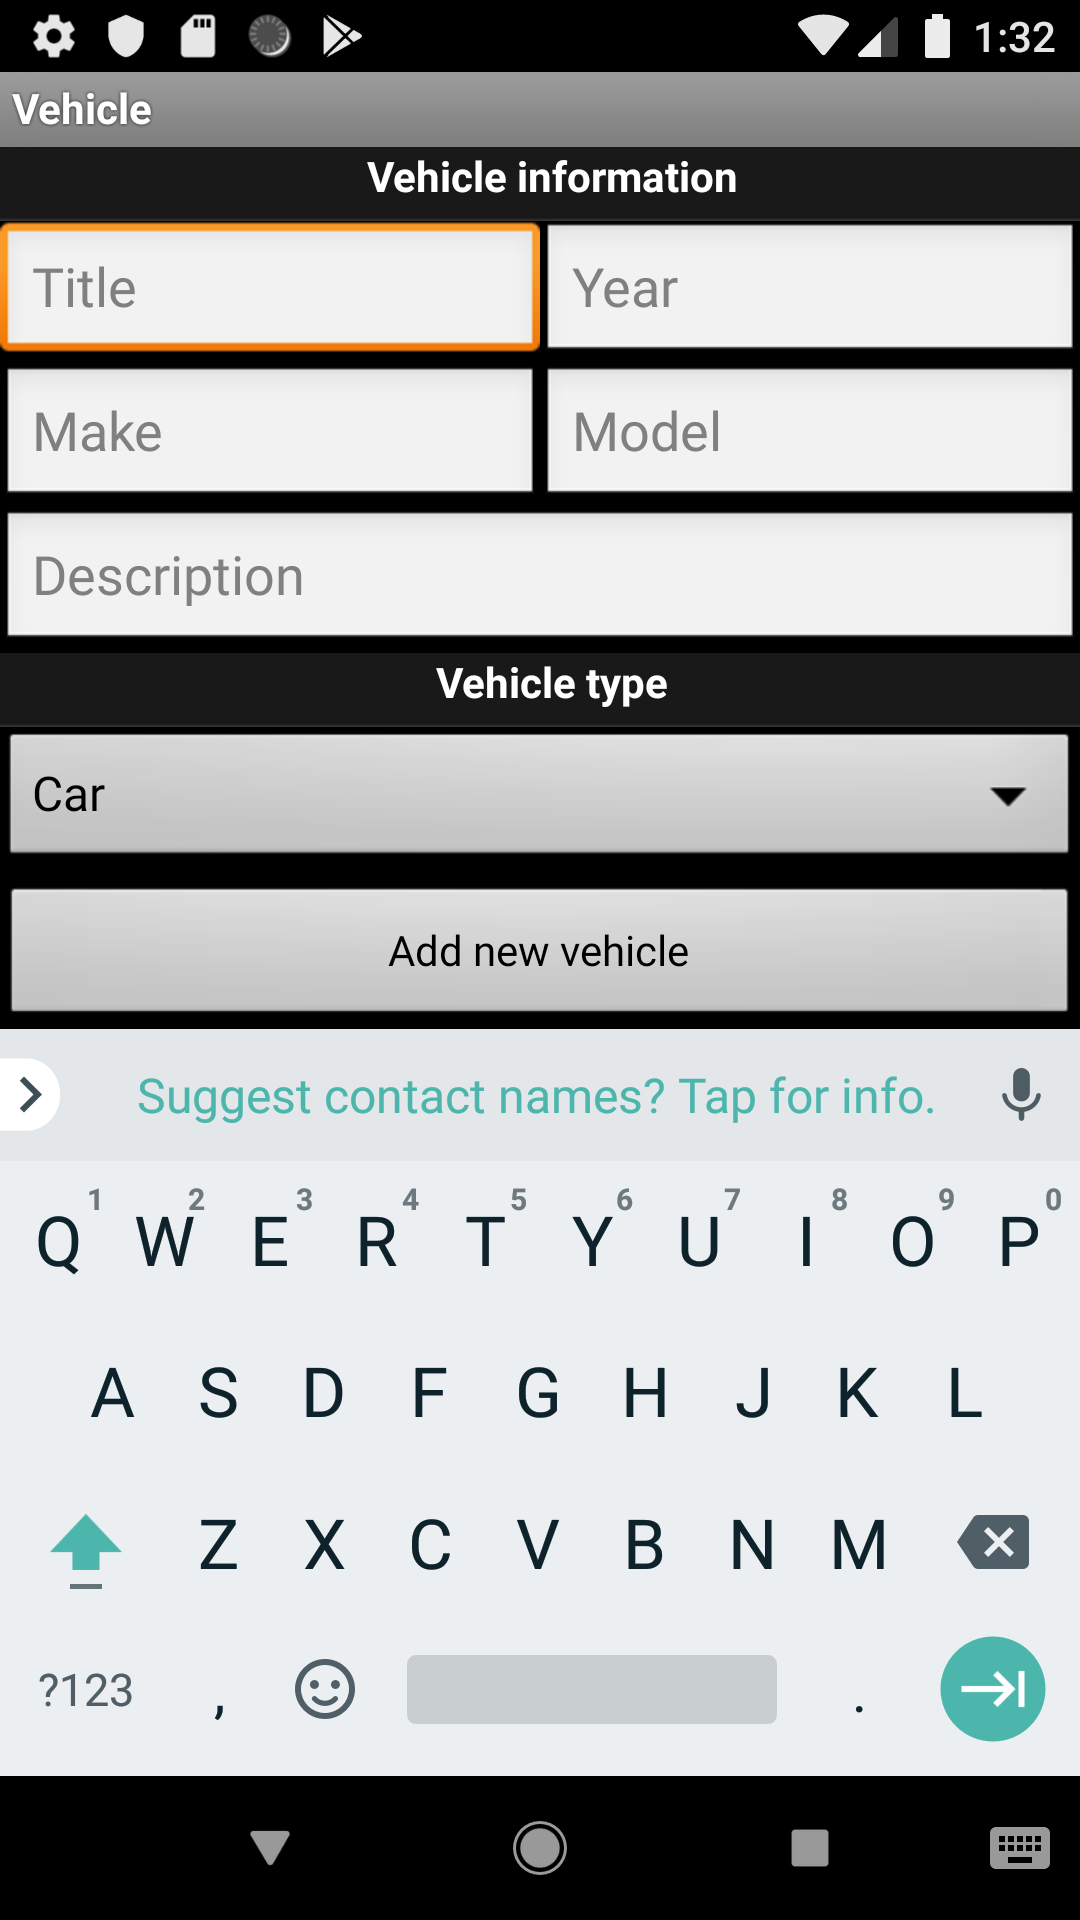 1:32
Vehicle
Vehicle information
Title Year
Make Model
Description
Vehicle type
Car
Add new vehicle
Suggest contact names? Tap for info.
1 2 3 4 5 6 7 8 9 0
Q W E R T Y U I O P
A S D F G H J K L
Z X C V B N M
?123 , .